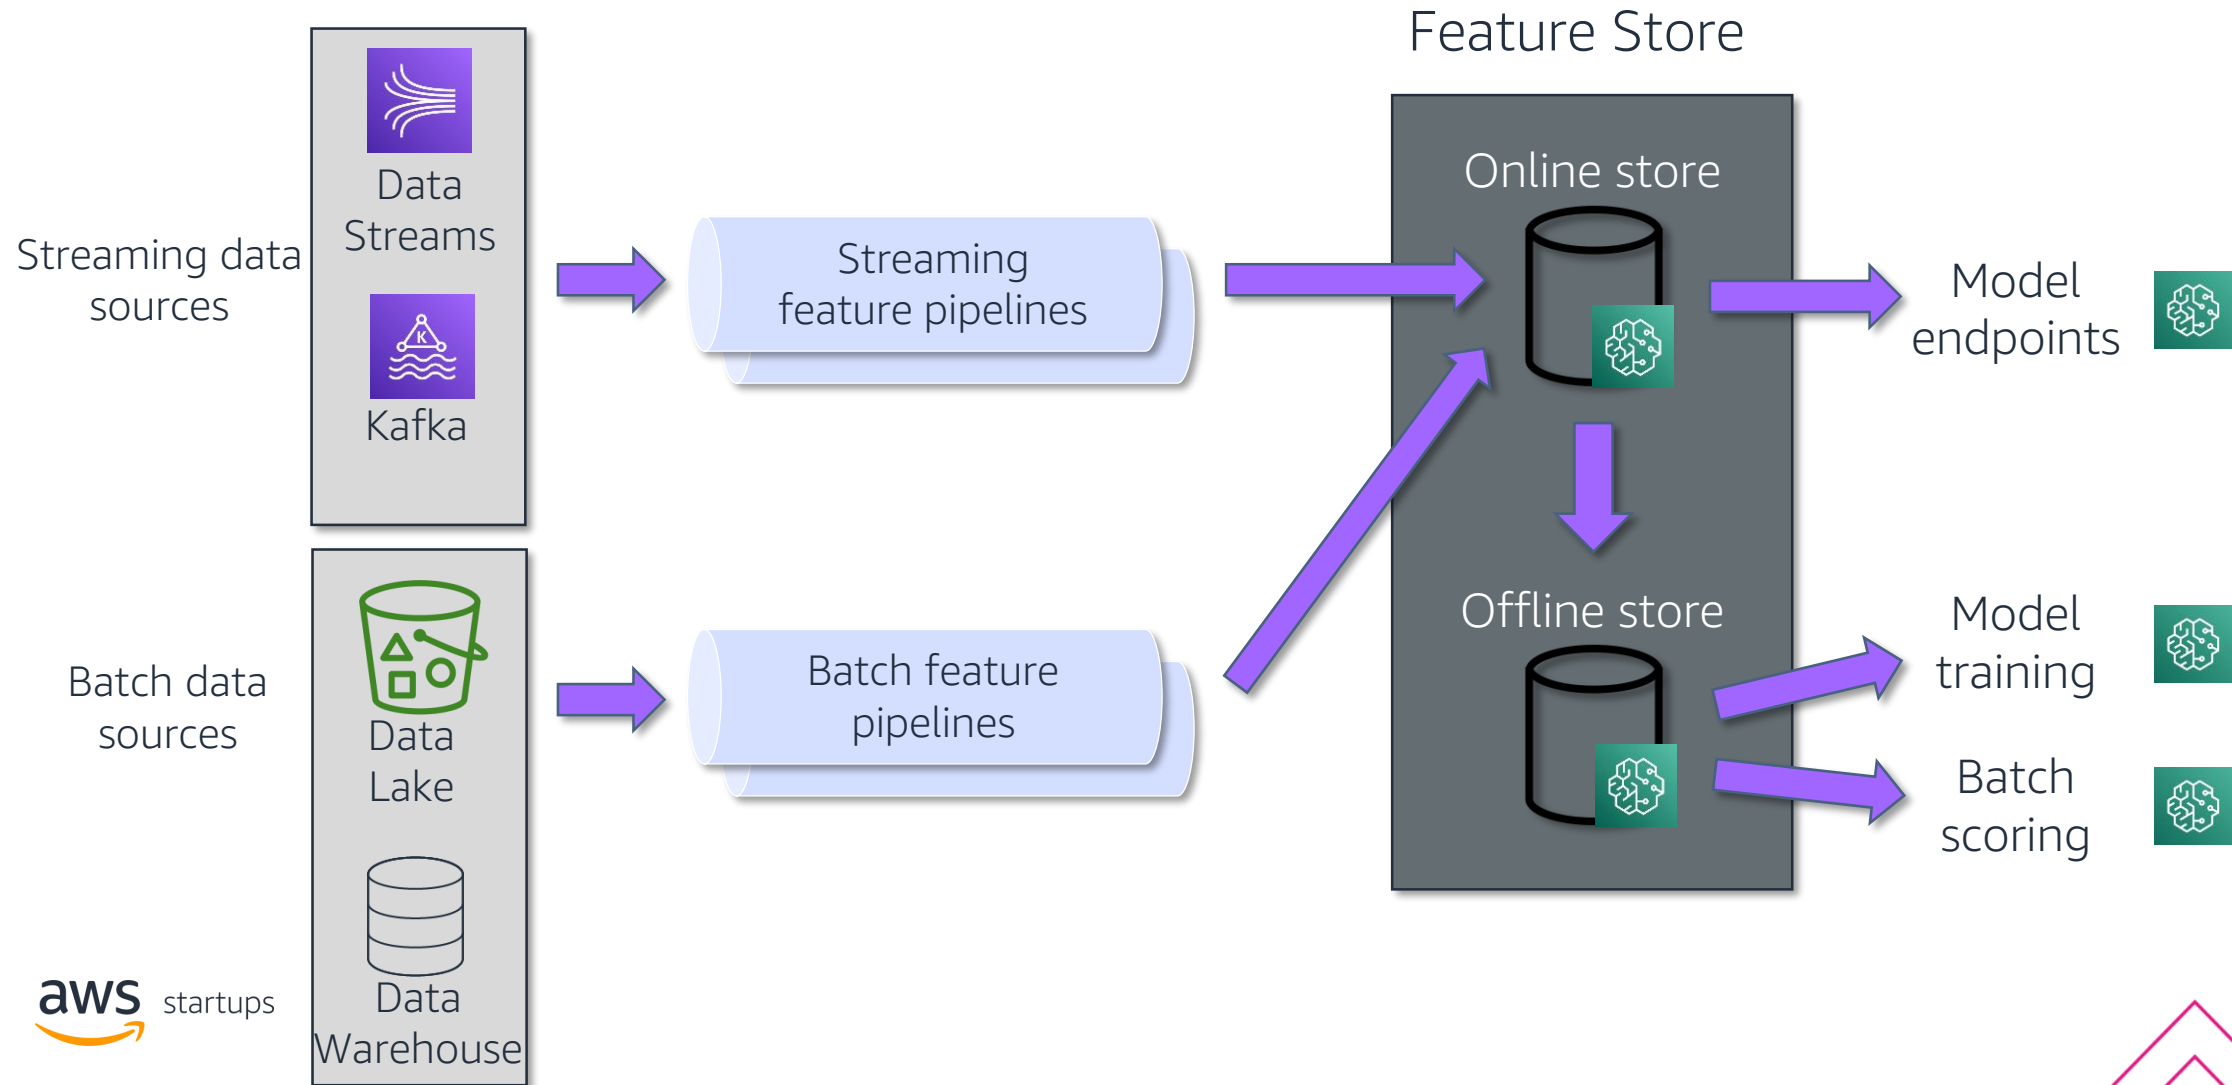 Feature Store
Streaming data
sources
Data
Streams
K
Kafka
Streaming
feature pipelines
Online store
Model
endpoints
Batch data
sources
Data
Lake
Data
Warehouse
Batch feature
pipelines
Offline store
Model
training
Batch
scoring
aws startups